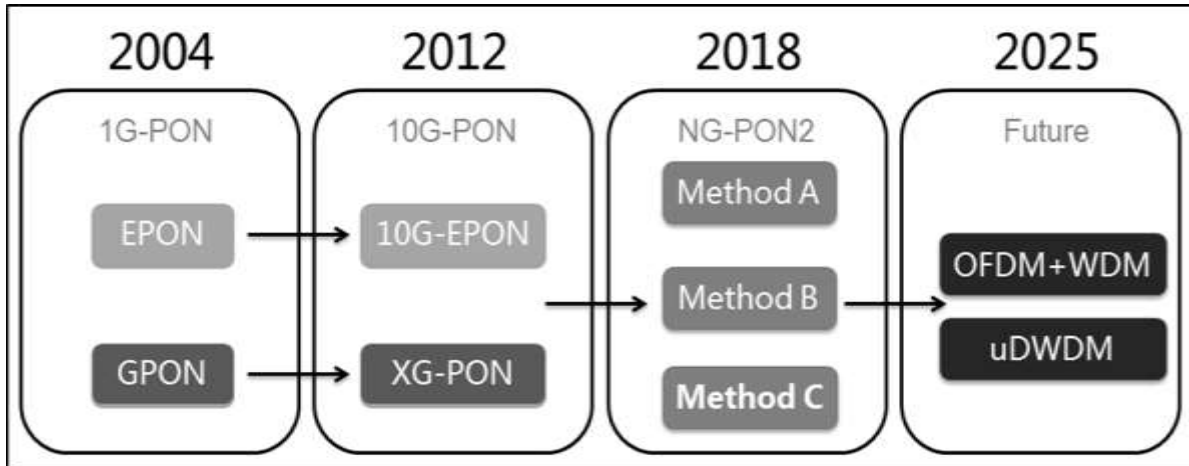 2004
2012
2018
2025
1G-PON
10G-PON
NG-PON2
Future
EPON
10G-EPON
GPON
XG-PON
Method A
Method B
Method C
OFDM+WDM
uDWDM